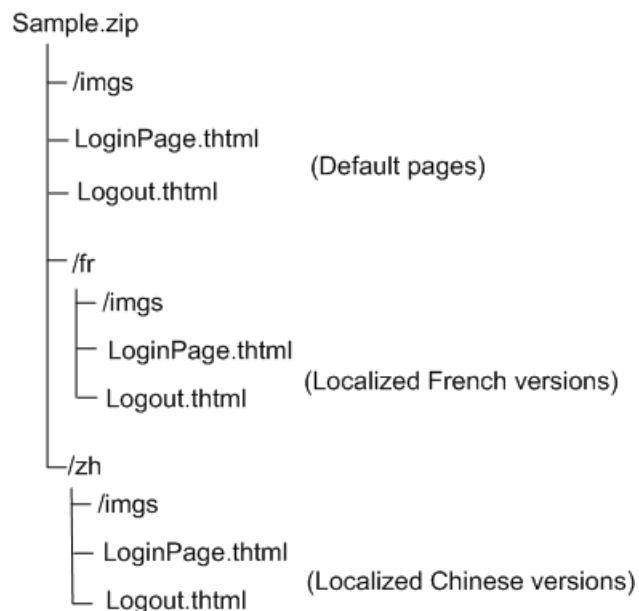 Sample.zip
/imgs
LoginPage.thtml
(Default pages)
Logout.thtml
/fr
/imgs
LoginPage.thtml
(Localized French versions)
Logout.thtml
/zh
/imgs
LoginPage.thtml
(Localized Chinese versions)
Logout.thtml